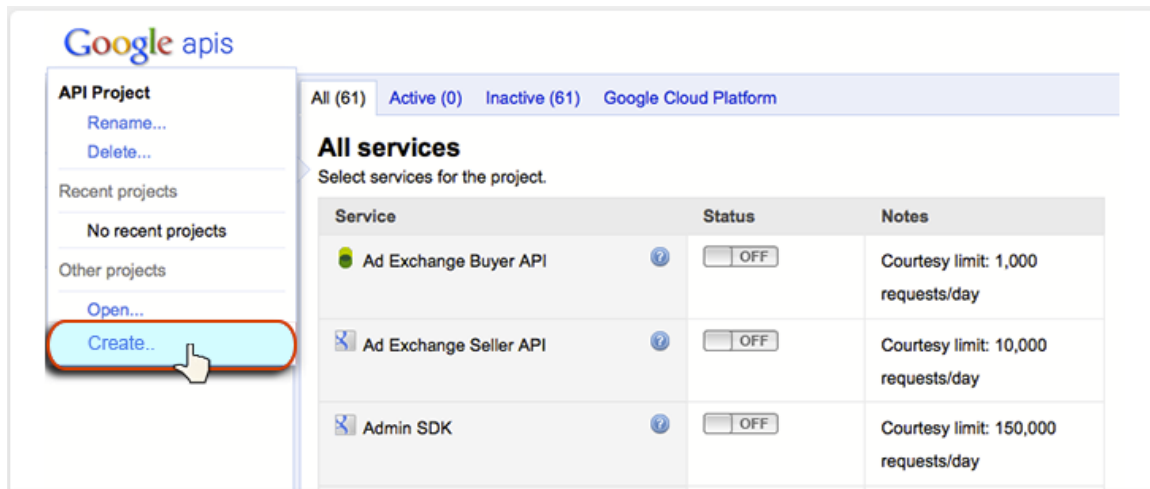 Google apis
API Project
Rename...
Delete...
Recent projects
No recent projects
Other projects
Open...
Create..
All (61) Active (0) Inactive (61) Google Cloud Platform
All services
Select services for the project.
Service Status Notes
Ad Exchange Buyer API OFF Courtesy limit: 1,000
requests/day
Ad Exchange Seller API OFF Courtesy limit: 10,000
requests/day
Admin SDK OFF Courtesy limit: 150,000
requests/day